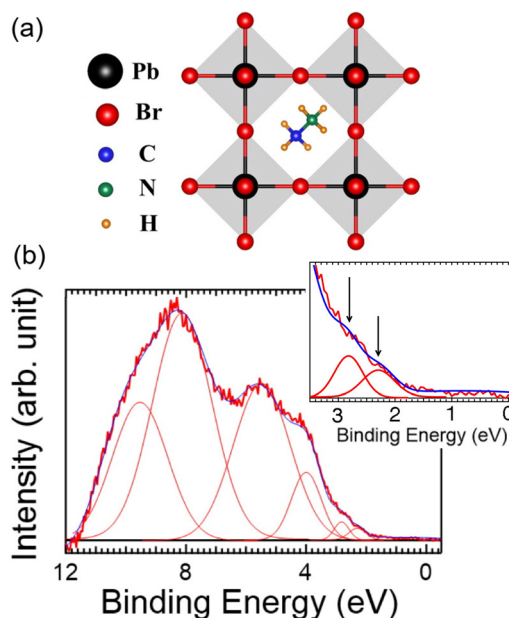 (a)
Pb
Br
C
N
H
(b)
Intensity (arb. unit)
12 8 4 0
Binding Energy (eV)
3 2 1 0
Binding Energy (eV)